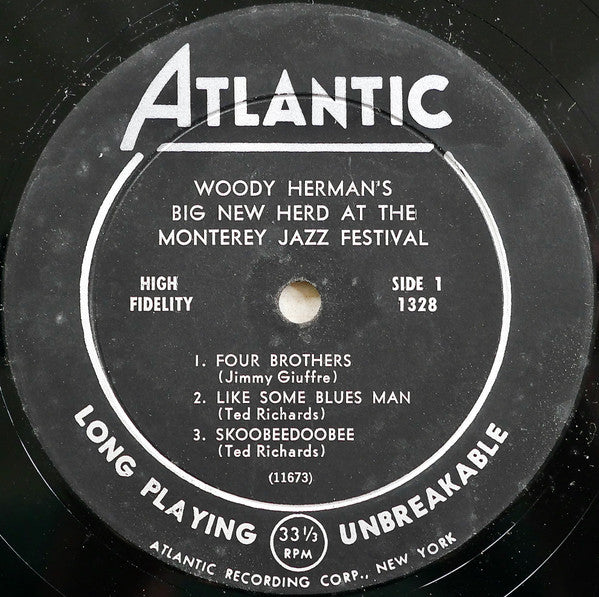 ATLANTIC
WOODY HERMAN'S
BIG NEW HERD AT THE
MONTEREY JAZZ FESTIVAL
HIGH
FIDELITY
SIDE 1
1328
1. FOUR BROTHERS
(Jimmy Giuffre)
2. LIKE SOME BLUES MAN
(Ted Richards)
3. SKOOBEEDOOBEE
(Ted Richards)
(11673)
LONG PLAYING
33 1/3
RPM
UNBREAKABLE
ATLANTIC RECORDING CORP., NEW YORK